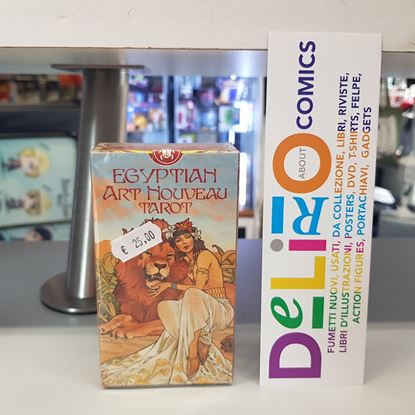 EGYPTIAN
ART NOUVEAU
TAROT
€ 25,00
DeLiRiO
ABOUT
COMICS
FUMETTI NUOVI, USATI, DA COLLEZIONE, LIBRI, RIVISTE,
LIBRI D'ILLUSTRAZIONI, POSTERS, DVD, T-SHIRTS, FELPE,
ACTION FIGURES, PORTACHIAVI, GADGETS